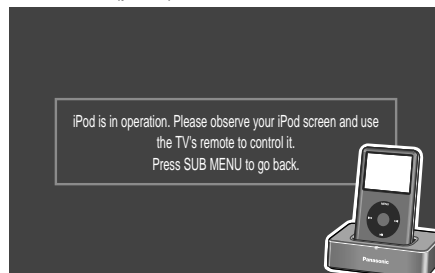 iPod is in operation. Please observe your iPod screen and use
the TV's remote to control it.
Press SUB MENU to go back.
MENU
Panasonic